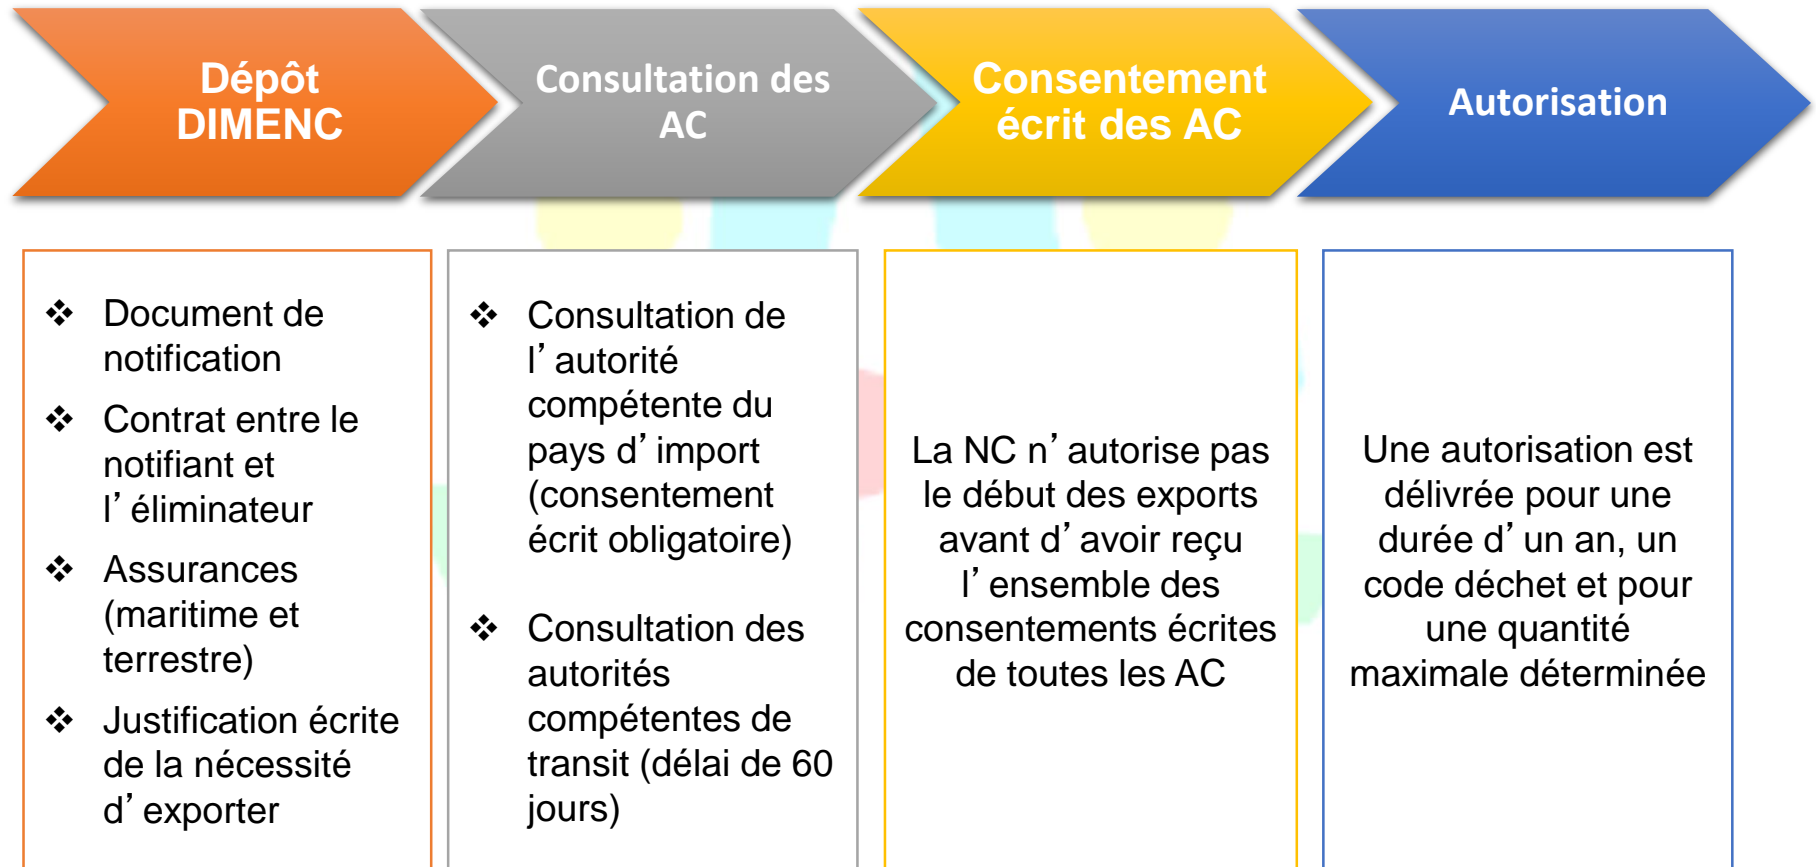 Dépôt
DIMENC
Consultation des
AC
Consentement
écrit des AC
Autorisation
❖ Document de
notification
❖ Contrat entre le
notifiant et
l’éliminateur
❖ Assurances
(maritime et
terrestre)
❖ Justification écrite
de la nécessité
d’exporter
❖ Consultation de
l’autorité
compétente du
pays d’import
(consentement
écrit obligatoire)
❖ Consultation des
autorités
compétentes de
transit (délai de 60
jours)
La NC n’autorise pas
le début des exports
avant d’avoir reçu
l’ensemble des
consentements écrites
de toutes les AC
Une autorisation est
délivrée pour une
durée d’un an, un
code déchet et pour
une quantité
maximale déterminée